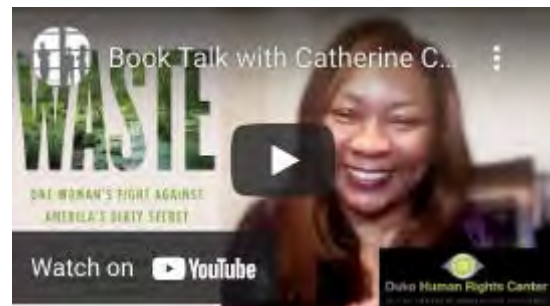 Book Talk with Catherine C...
WASTE
ONE WOMAN'S FIGHT AGAINST
AMERICA'S DIRTY SECRET
Watch on YouTube
Duke Human Rights Center